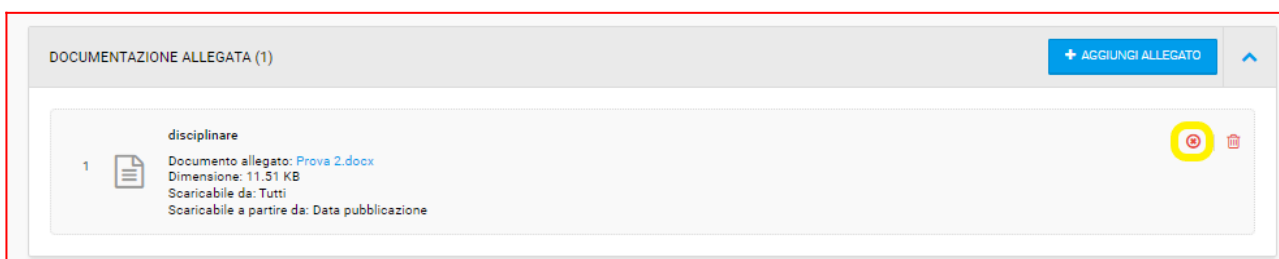 DOCUMENTAZIONE ALLEGATA (1)
+ AGGIUNGI ALLEGATO
disciplinare
1
Documento allegato: Prova 2.docx
Dimensione: 11.51 KB
Scaricabile da: Tutti
Scaricabile a partire da: Data pubblicazione